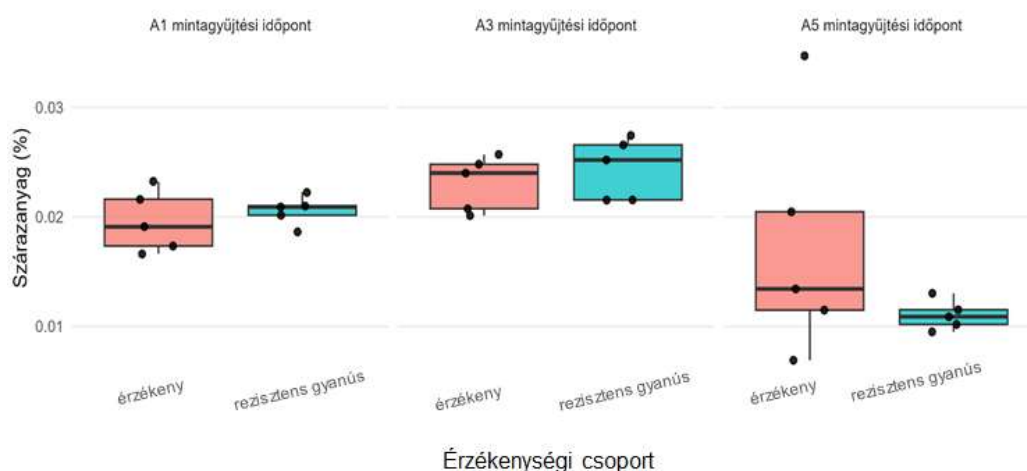 A1 mintagyűjtési időpont
A3 mintagyűjtési időpont
A5 mintagyűjtési időpont
Szárazanyag (%)
0.03
0.02
0.01
érzékeny
rezisztens gyanús
érzékeny
rezisztens gyanús
érzékeny
rezisztens gyanús
Érzékenységi csoport